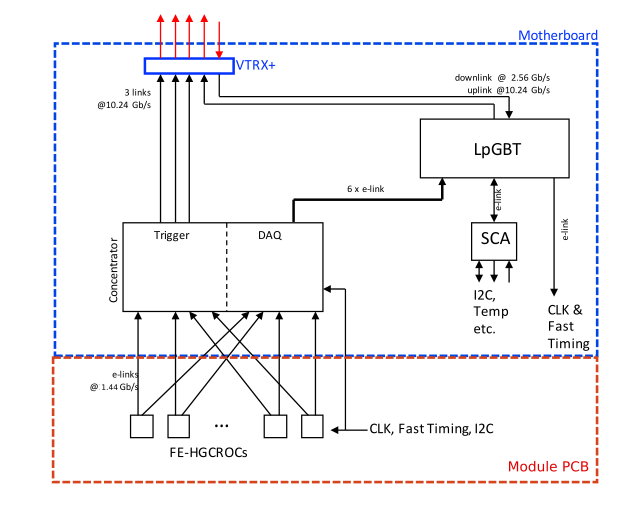 Motherboard
VTRX+
3 links
@10.24 Gb/s
downlink @ 2.56 Gb/s
uplink @10.24 Gb/s
LpGBT
6 x e-link
e-link
e-link
Concentrator
Trigger
DAQ
SCA
I2C,
Temp
etc.
CLK &
Fast
Timing
e-links
@ 1.44 Gb/s
...
CLK, Fast Timing, I2C
FE-HGCROCs
Module PCB